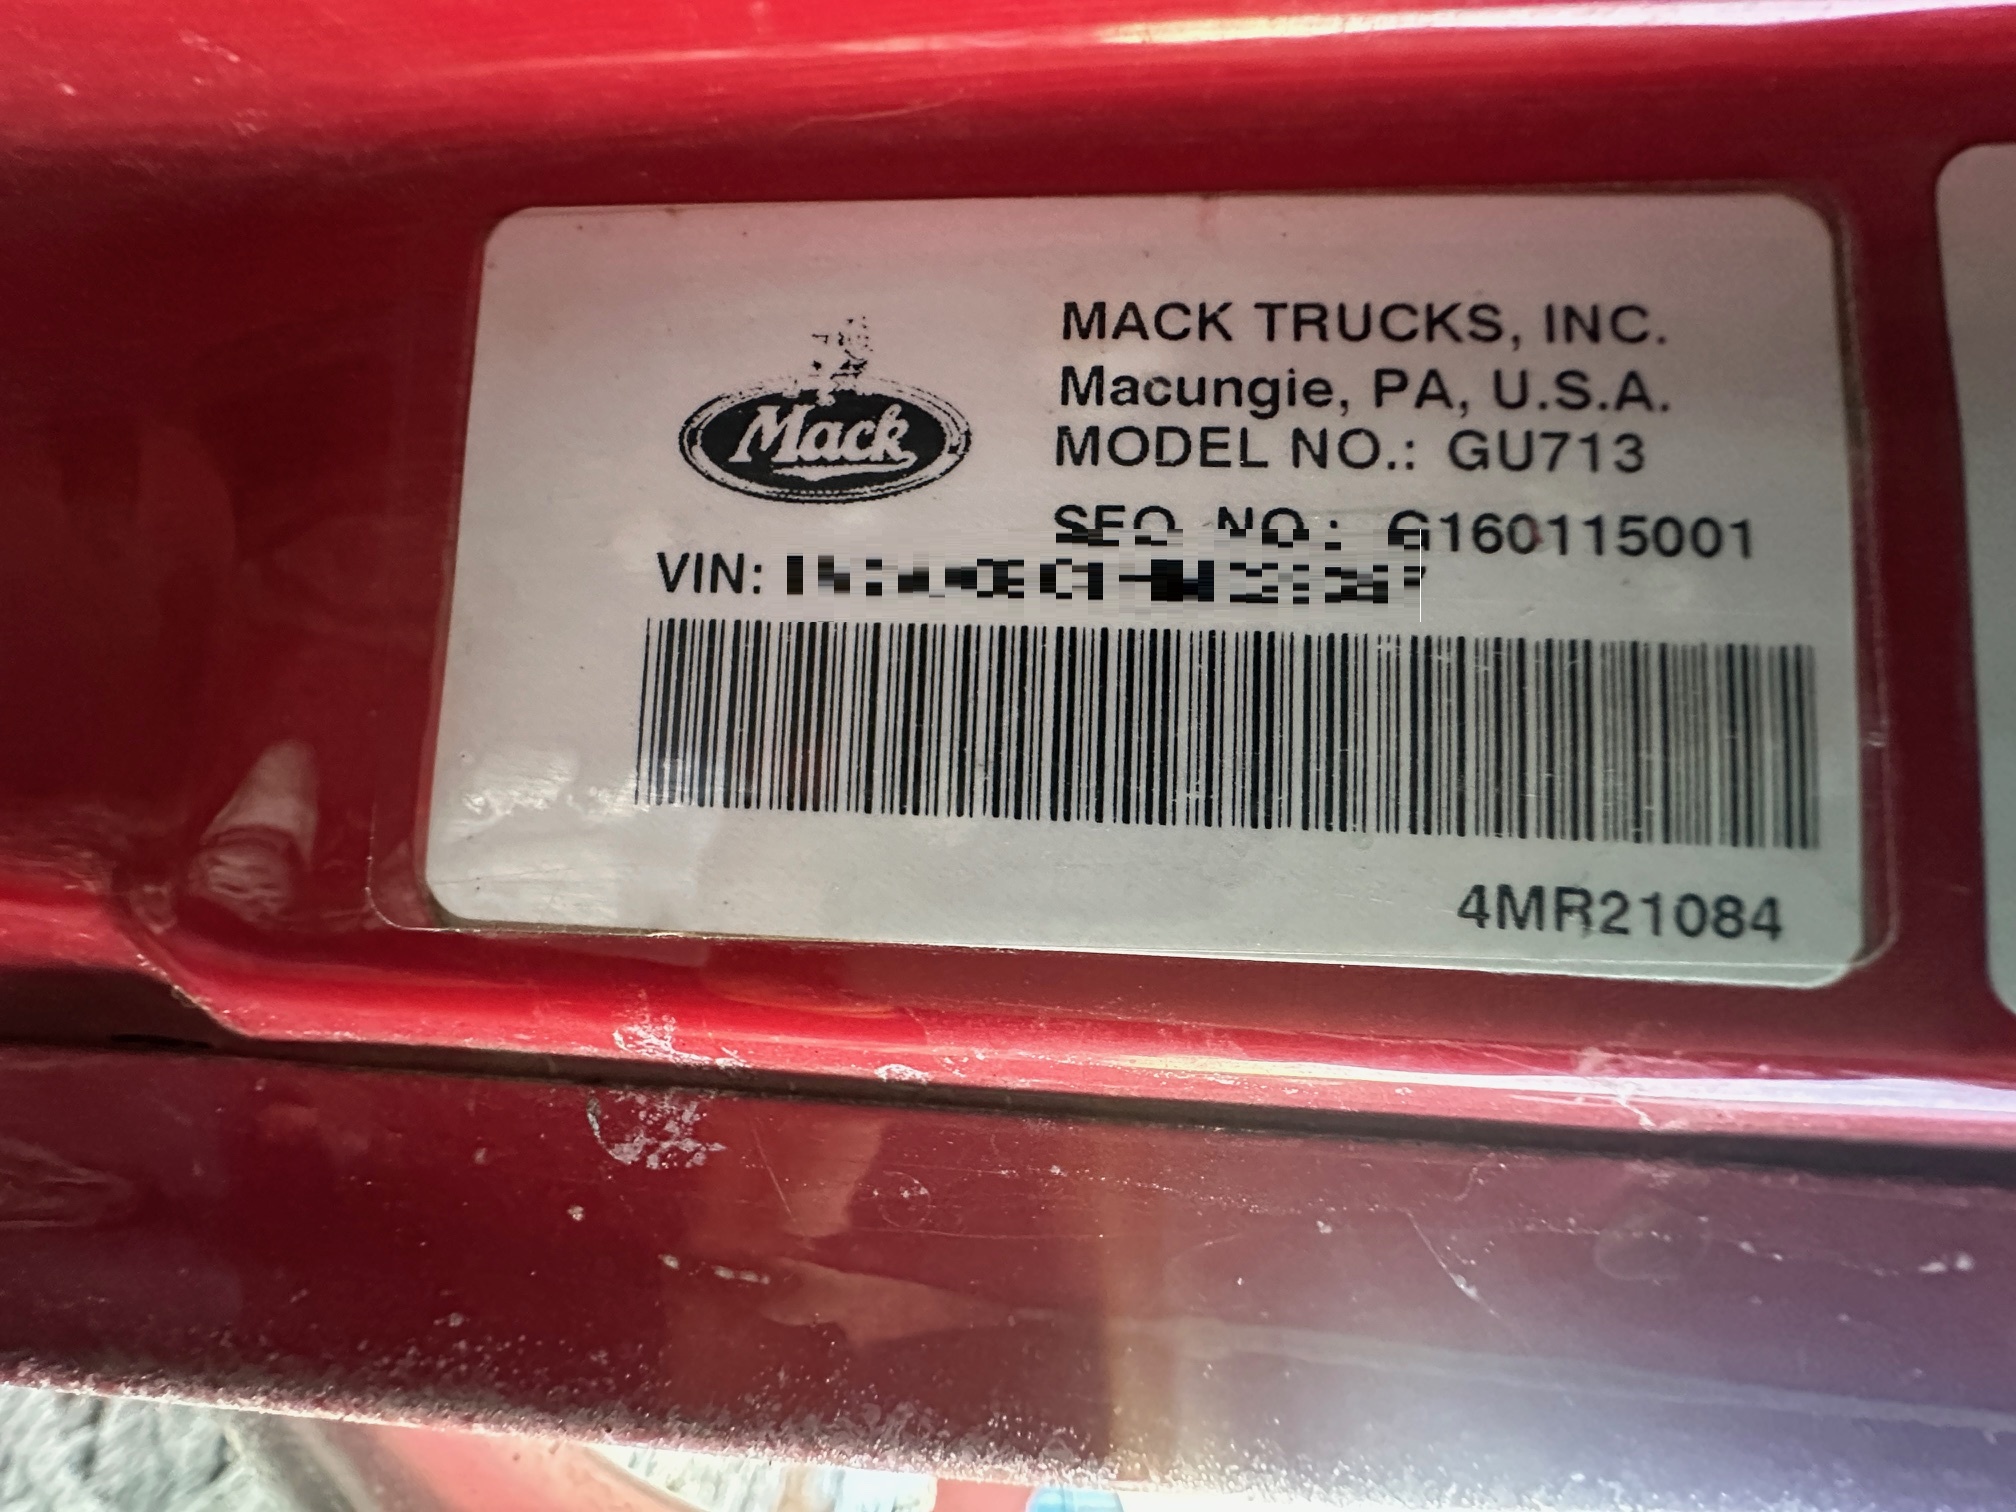 Mack
MACK TRUCKS, INC.
Macungie, PA, U.S.A.
MODEL NO.: GU713
SEQ NO.: G160115001
VIN:
4MR21084